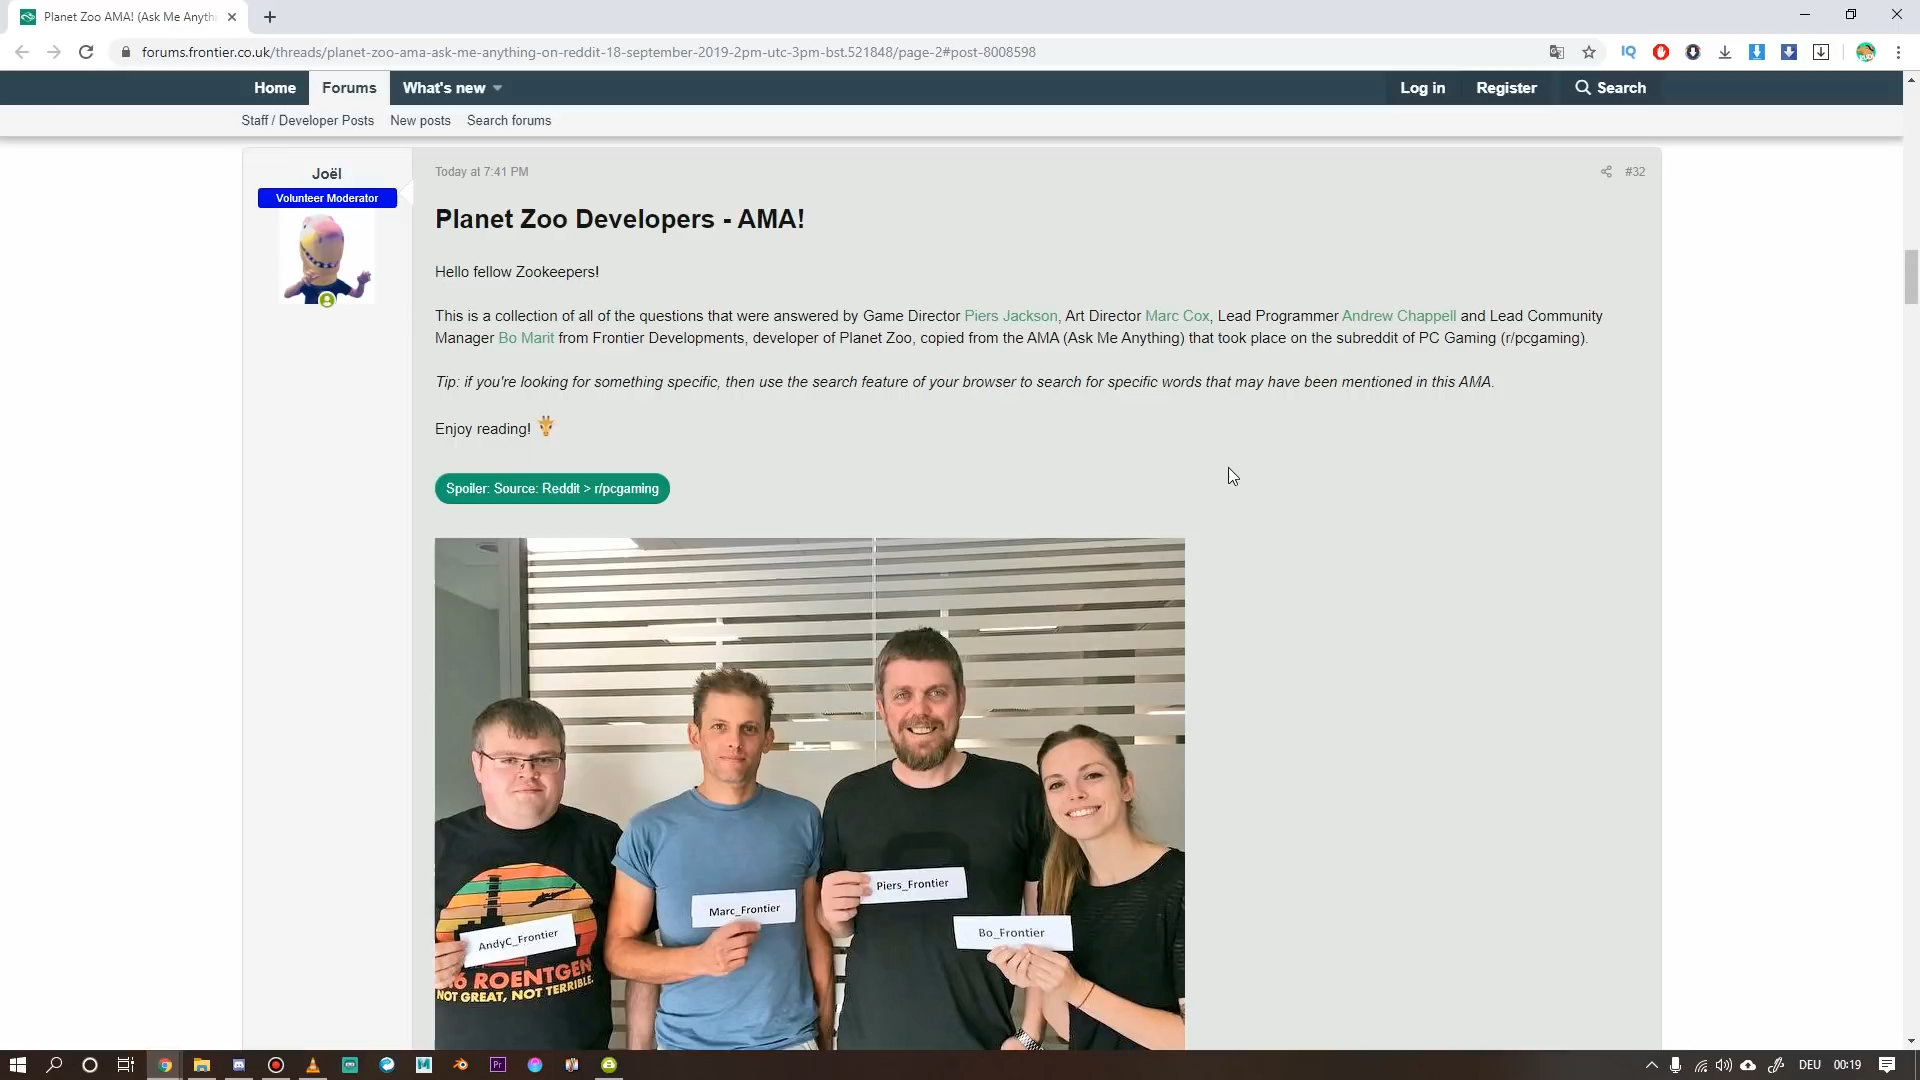 Planet Zoo AMA! (Ask Me Anythi
forums.frontier.co.uk/threads/planet-zoo-ama-ask-me-anything-on-reddit-18-september-2019-2pm-utc-3pm-bst.521848/page-2#post-8008598
IQ
Home
Forums
What's new
Log in
Register
Search
Staff / Developer Posts
New posts
Search forums
Joël
Volunteer Moderator
Today at 7:41 PM
#32
Planet Zoo Developers - AMA!
Hello fellow Zookeepers!
This is a collection of all of the questions that were answered by Game Director Piers Jackson, Art Director Marc Cox, Lead Programmer Andrew Chappell and Lead Community
Manager Bo Marit from Frontier Developments, developer of Planet Zoo, copied from the AMA (Ask Me Anything) that took place on the subreddit of PC Gaming (r/pcgaming).
Tip: if you're looking for something specific, then use the search feature of your browser to search for specific words that may have been mentioned in this AMA.
Enjoy reading!
Spoiler: Source: Reddit > r/pcgaming
AndyC_Frontier
Marc_Frontier
Piers_Frontier
Bo_Frontier
ROENTGEN
NOT GREAT, NOT TERRIBLE.
M
Pr
DEU
00:19